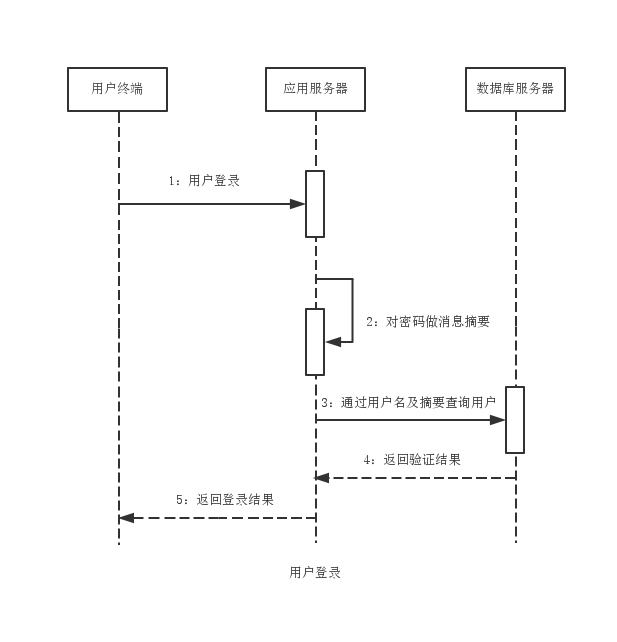 用户终端
应用服务器
数据库服务器
1: 用户登录
2: 对密码做消息摘要
3: 通过用户名及摘要查询用户
4: 返回验证结果
5: 返回登录结果
用户登录